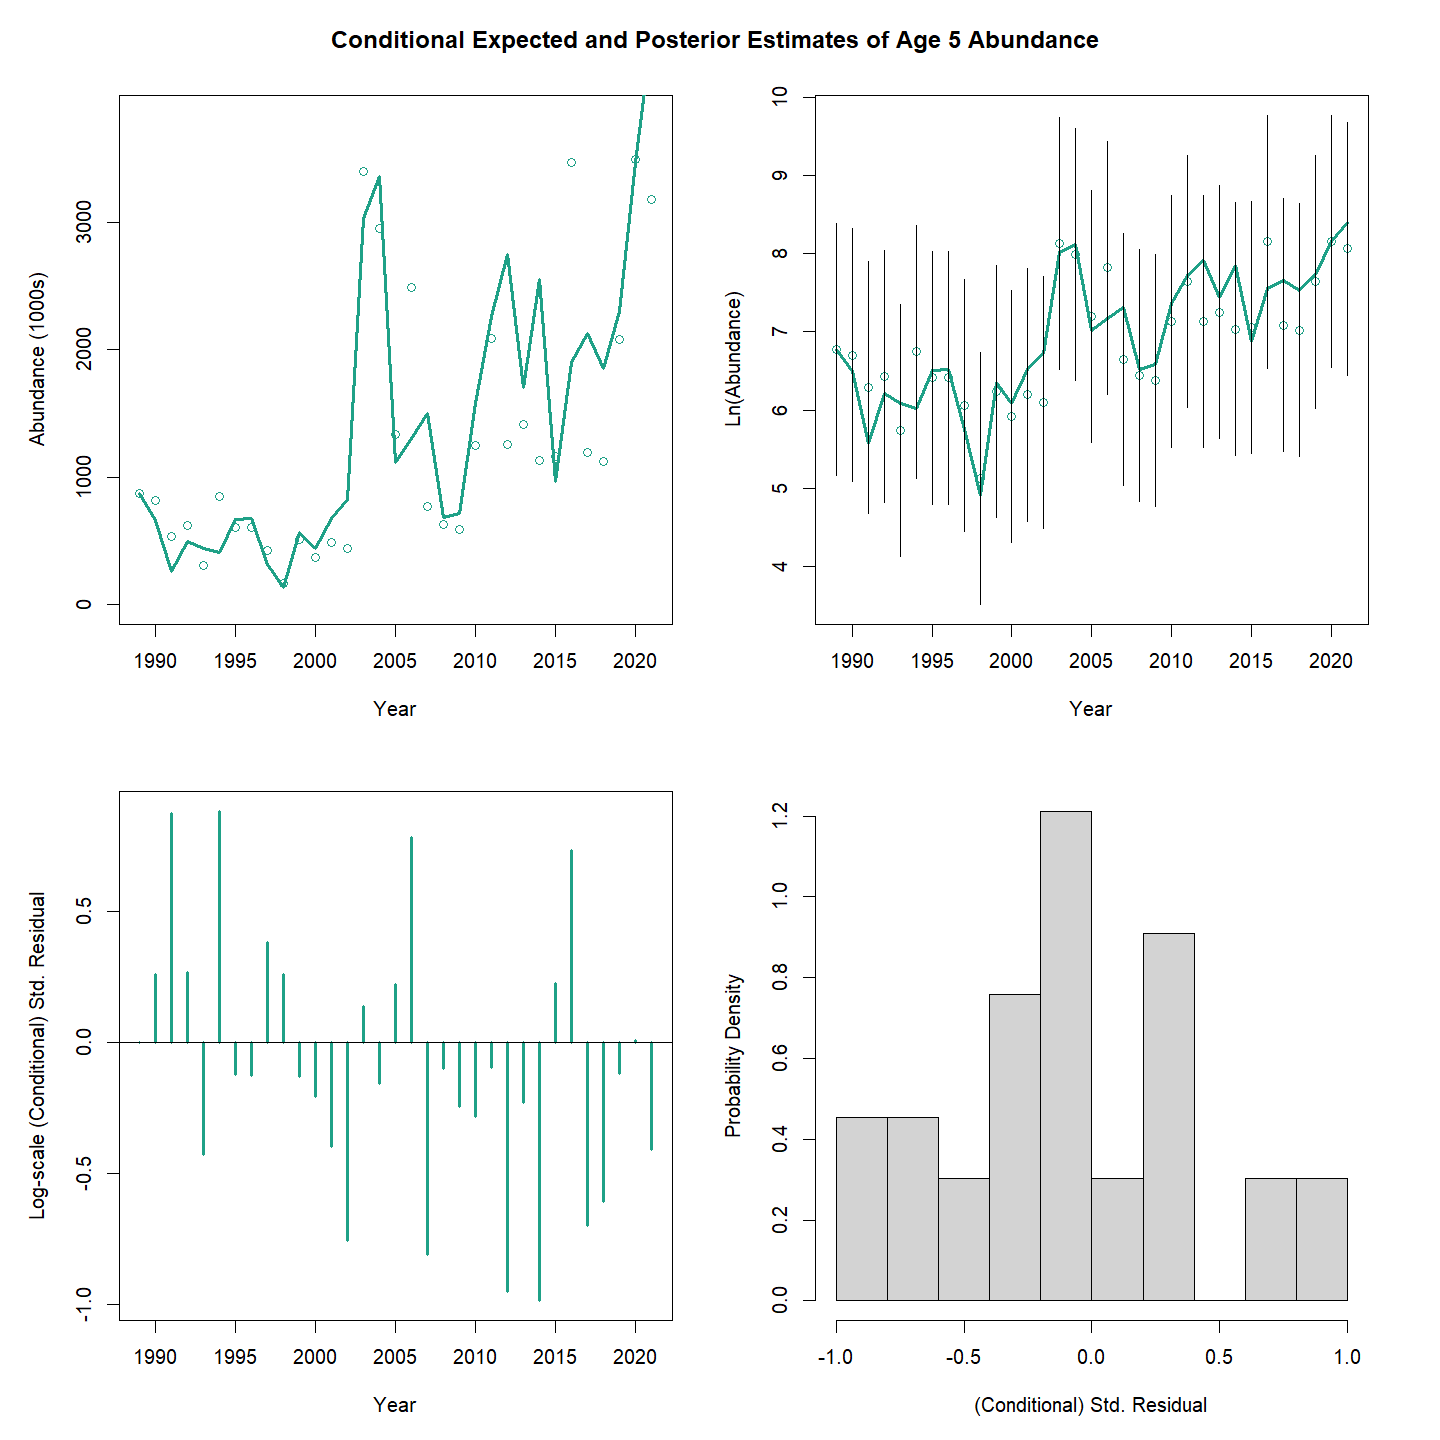 Conditional Expected and Posterior Estimates of Age 5 Abundance
Abundance (1000s)
3000
2000
1000
0
1990 1995 2000 2005 2010 2015 2020
Year
Ln(Abundance)
10
9
8
7
6
5
4
1990 1995 2000 2005 2010 2015 2020
Year
Log-scale (Conditional) Std. Residual
0.5
0.0
-0.5
-1.0
1990 1995 2000 2005 2010 2015 2020
Year
Probability Density
1.2
1.0
0.8
0.6
0.4
0.2
0.0
-1.0 -0.5 0.0 0.5 1.0
(Conditional) Std. Residual